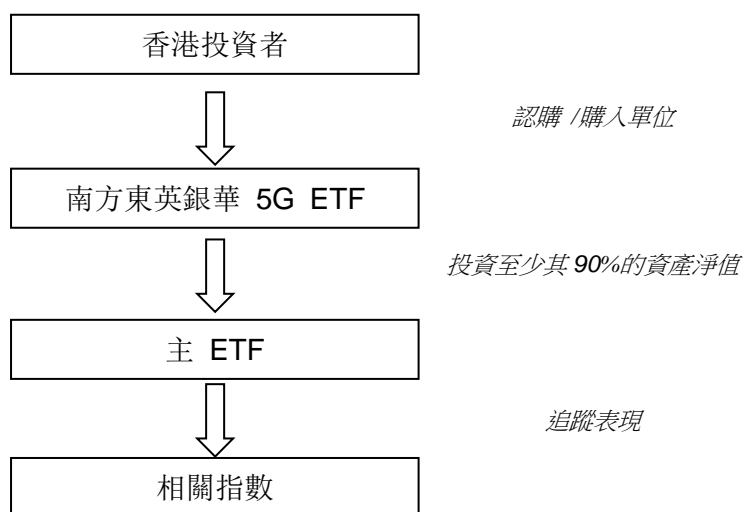 香港投資者
認購 /購入單位
南方東英銀華 5G ETF
投資至少其 90%的資產淨值
主 ETF
追蹤表現
相關指數